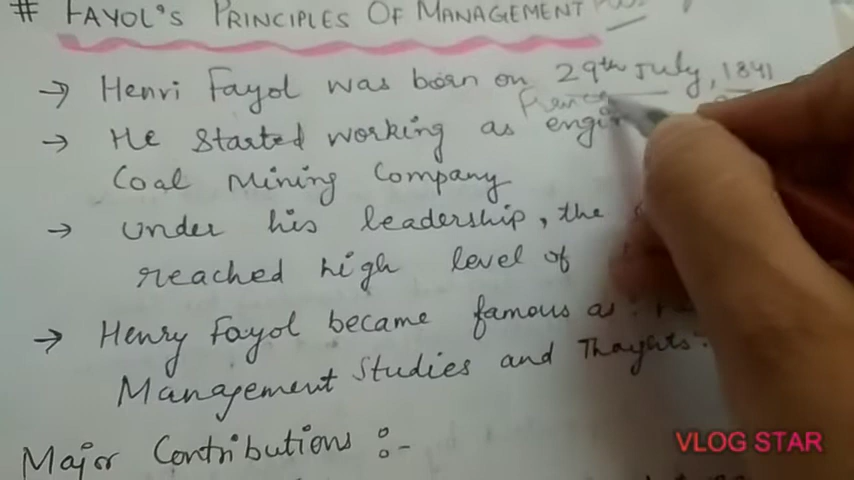 # FAYOL'S PRINCIPLES OF MANAGEMENT
→ Henri Fayol was born on 29th July, 1841
France
→ He started working as
Coal Mining Company
→ Under his leadership, the
reached high level of
→ Henry Fayol became famous as
Management Studies and Thoughts.
Major Contributions :-
VLOG STAR